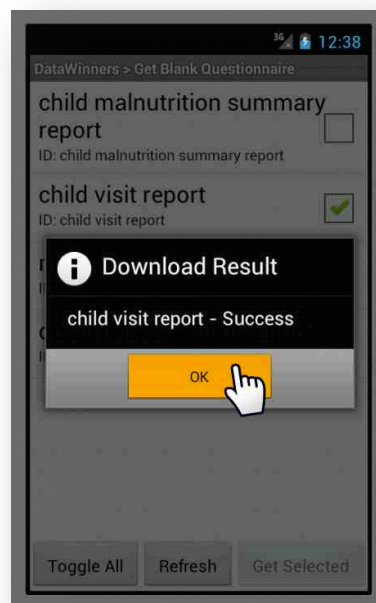 3G 12:38
DataWinners > Get Blank Questionnaire
child malnutrition summary
report
ID: child malnutrition summary report
child visit report
ID: child visit report
Download Result
child visit report - Success
OK
Toggle All Refresh Get Selected